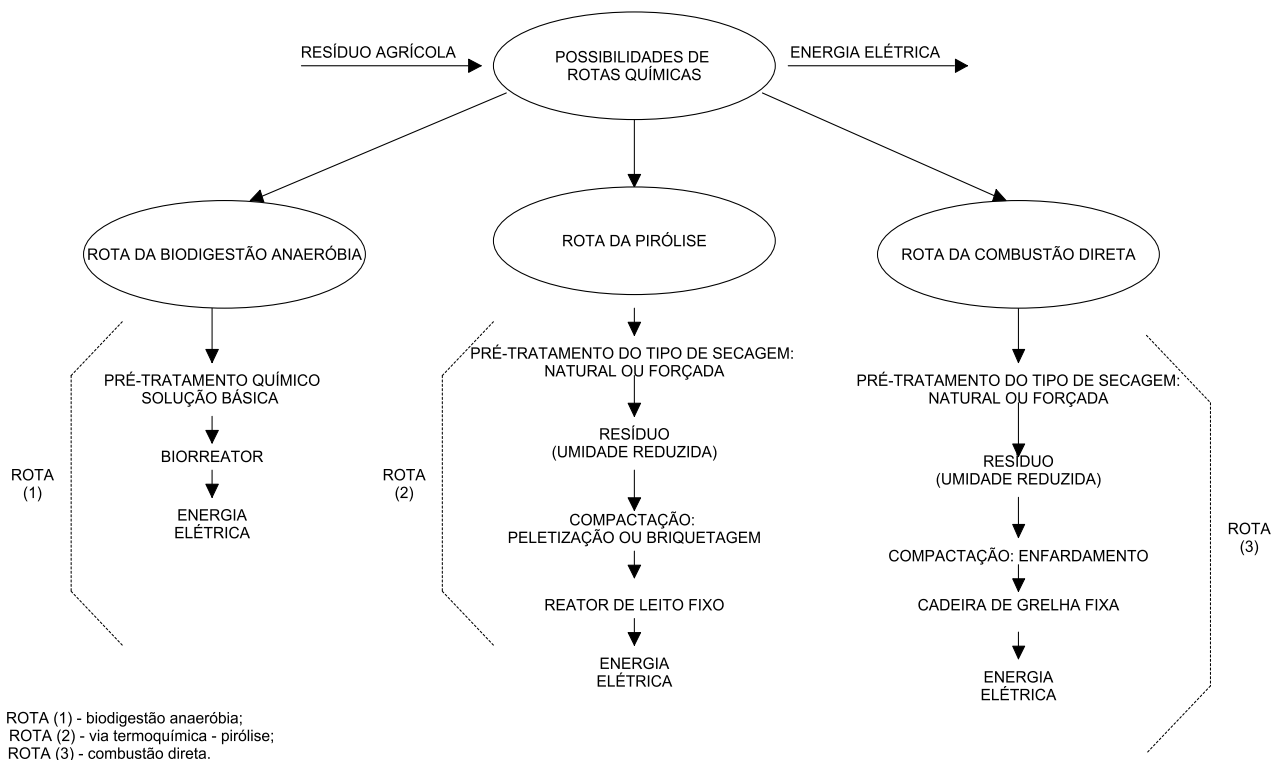 RESÍDUO AGRÍCOLA
POSSIBILIDADES DE
ROTAS QUÍMICAS
ENERGIA ELÉTRICA
ROTA DA BIODIGESTÃO ANAERÓBIA
ROTA DA PIRÓLISE
ROTA DA COMBUSTÃO DIRETA
ROTA
(1)
PRÉ-TRATAMENTO QUÍMICO
SOLUÇÃO BÁSICA
BIORREATOR
ENERGIA
ELÉTRICA
ROTA
(2)
PRÉ-TRATAMENTO DO TIPO DE SECAGEM:
NATURAL OU FORÇADA
RESÍDUO
(UMIDADE REDUZIDA)
COMPACTAÇÃO:
PELETIZAÇÃO OU BRIQUETAGEM
REATOR DE LEITO FIXO
ENERGIA
ELÉTRICA
PRÉ-TRATAMENTO DO TIPO DE SECAGEM:
NATURAL OU FORÇADA
RESÍDUO
(UMIDADE REDUZIDA)
COMPACTAÇÃO: ENFARDAMENTO
CADEIRA DE GRELHA FIXA
ENERGIA
ELÉTRICA
ROTA
(3)
ROTA (1) - biodigestão anaeróbia;
ROTA (2) - via termoquímica - pirólise;
ROTA (3) - combustão direta.